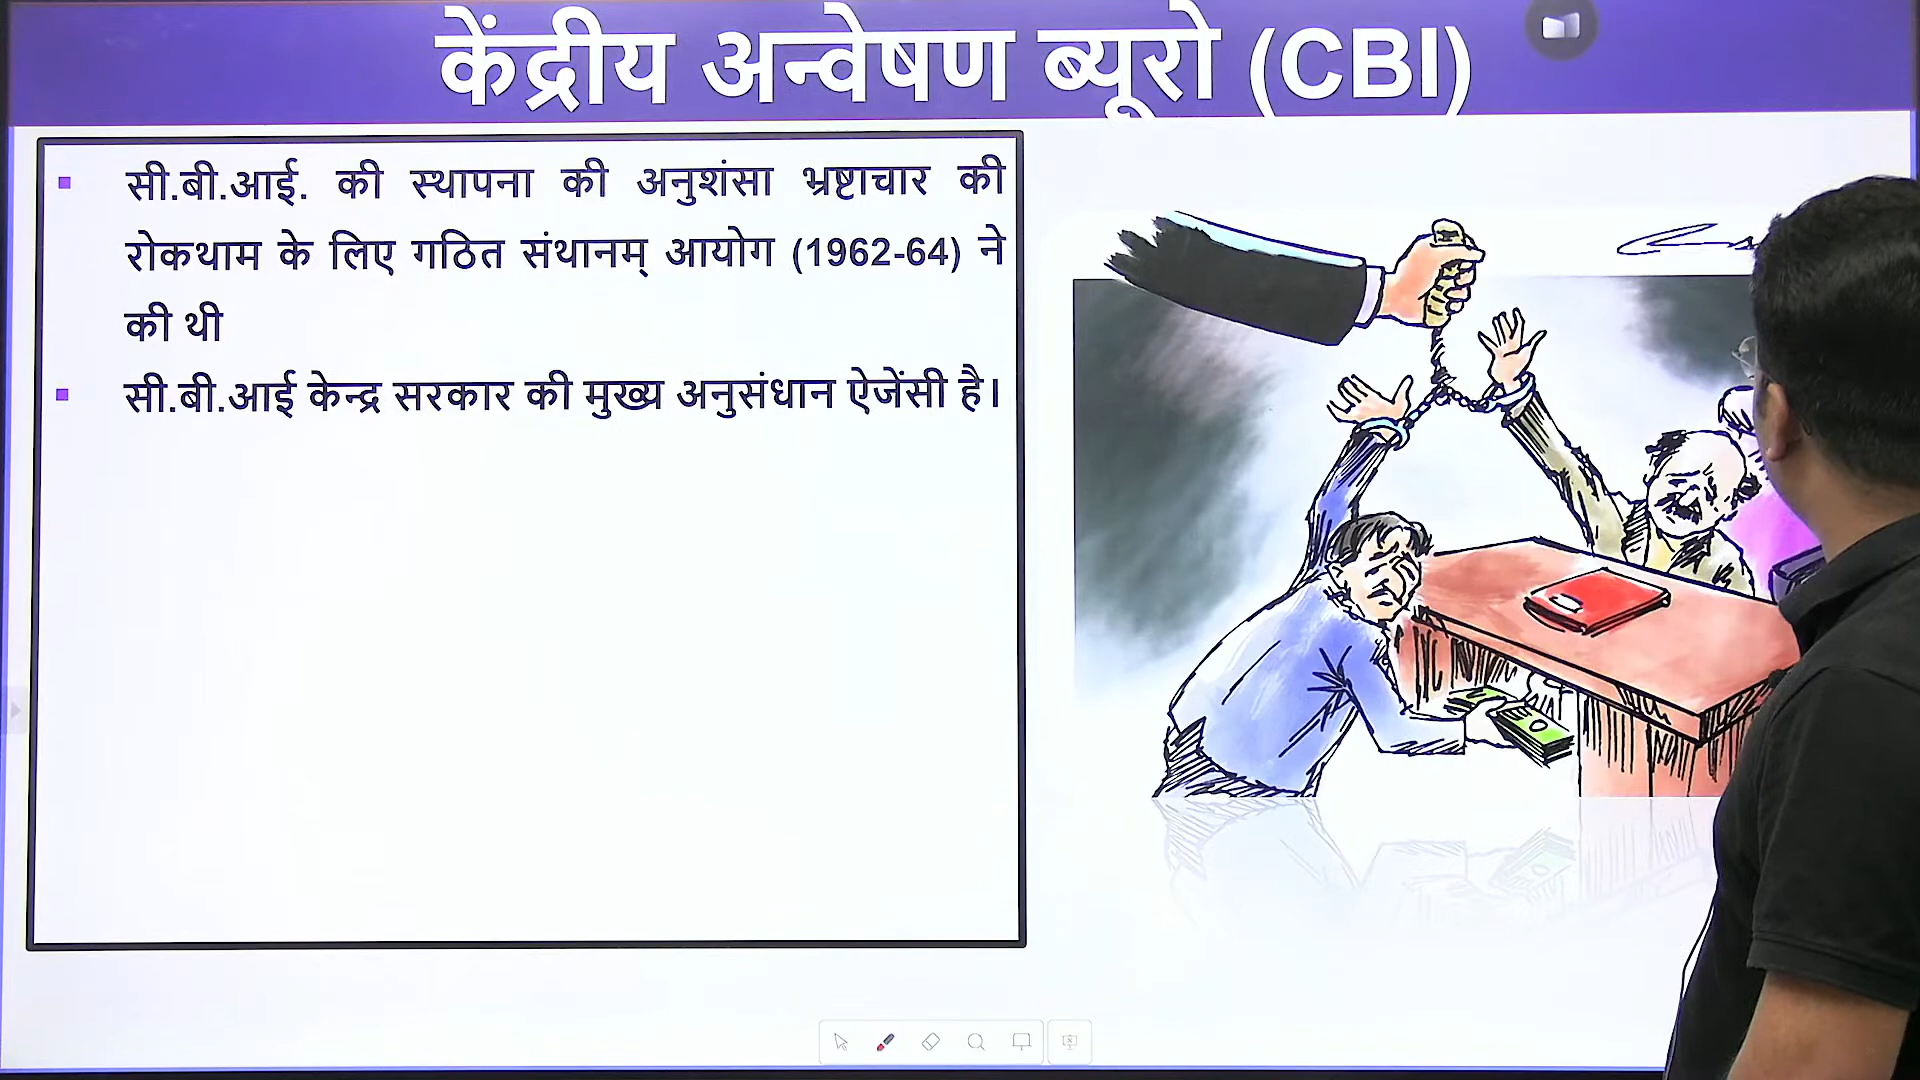 केंद्रीय अन्वेषण ब्यूरो (CBI)
▪ सी.बी.आई. की स्थापना की अनुशंसा भ्रष्टाचार की
रोकथाम के लिए गठित संथानम् आयोग (1962-64) ने
की थी
▪ सी.बी.आई केन्द्र सरकार की मुख्य अनुसंधान ऐजेंसी है।